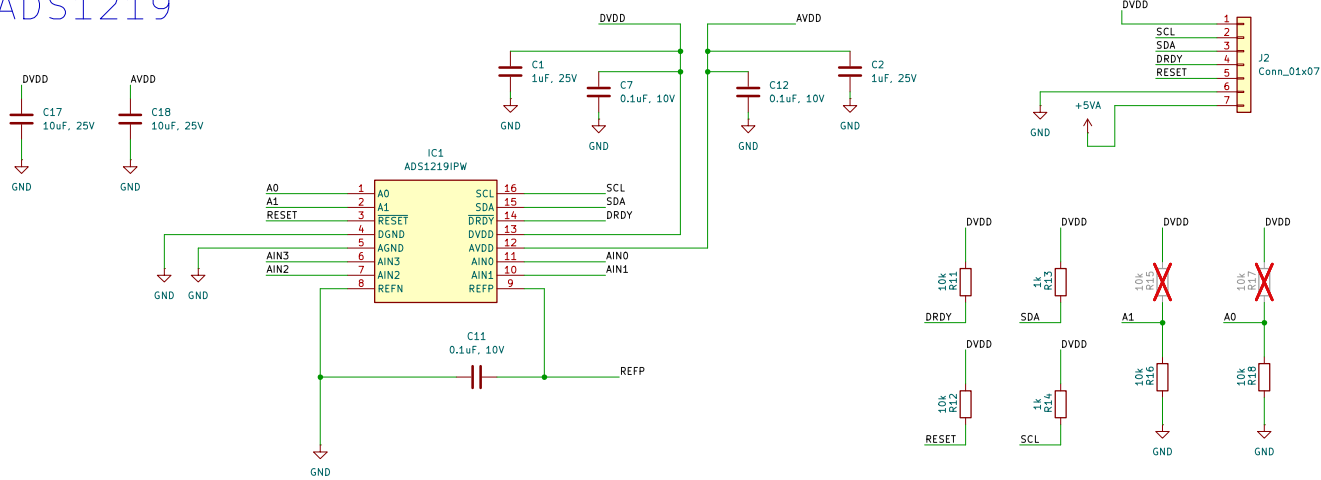 ADS1219
DVDD
AVDD
C17
10uF, 25V
C18
10uF, 25V
GND
GND
DVDD
AVDD
C1
1uF, 25V
C7
0.1uF, 10V
C12
0.1uF, 10V
C2
1uF, 25V
GND
GND
GND
GND
DVDD
1
SCL
2
SDA
3
DRDY
4
RESET
5
6
7
J2
Conn_01x07
+5VA
GND
IC1
ADS1219IPW
A0
1
A0
SCL
16
SCL
A1
2
A1
SDA
15
SDA
RESET
3
RESET
DRDY
14
DRDY
4
DGND
DVDD
13
5
AGND
AVDD
12
AIN3
6
AIN3
AIN0
11
AIN0
AIN2
7
AIN2
AIN1
10
AIN1
8
REFN
REFP
9
GND
GND
C11
0.1uF, 10V
REFP
GND
DVDD
10k
R11
DRDY
DVDD
1k
R13
SDA
DVDD
10k
R15
A1
DVDD
10k
R17
A0
DVDD
10k
R12
RESET
DVDD
1k
R14
SCL
10k
R16
GND
10k
R18
GND